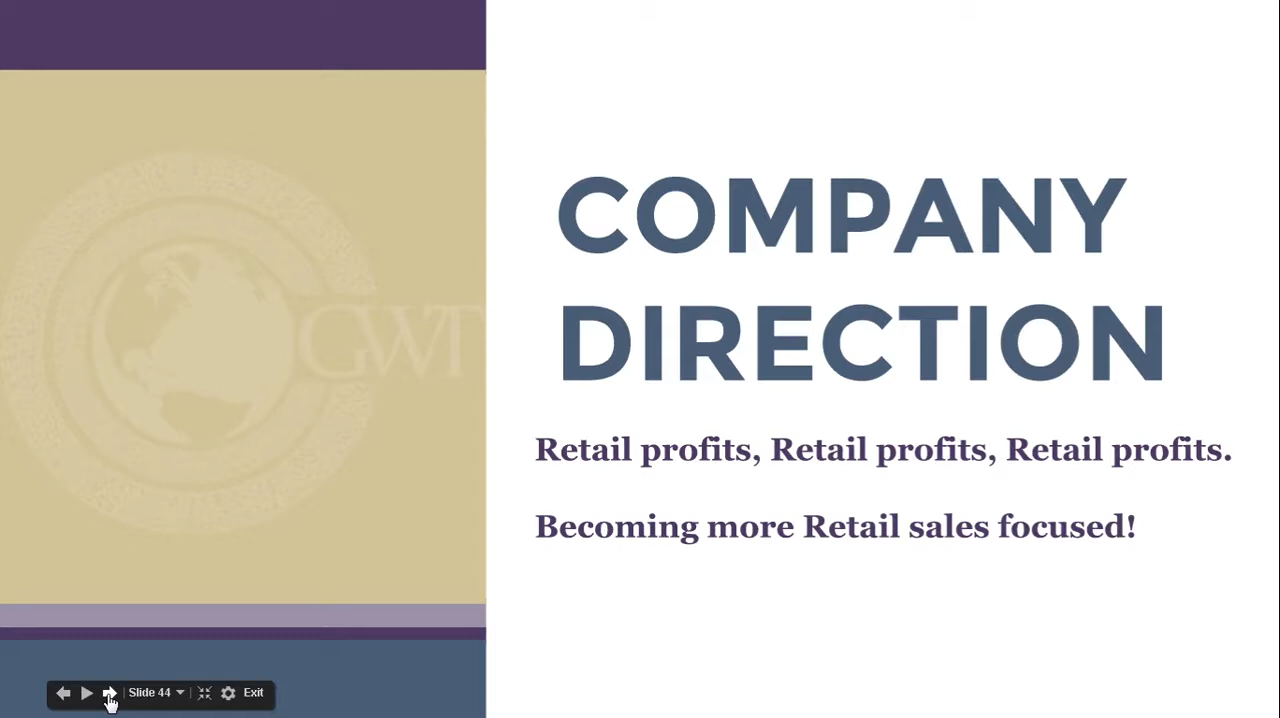 COMPANY
DIRECTION
Retail profits, Retail profits, Retail profits.
Becoming more Retail sales focused!
GWT
Slide 44
Exit